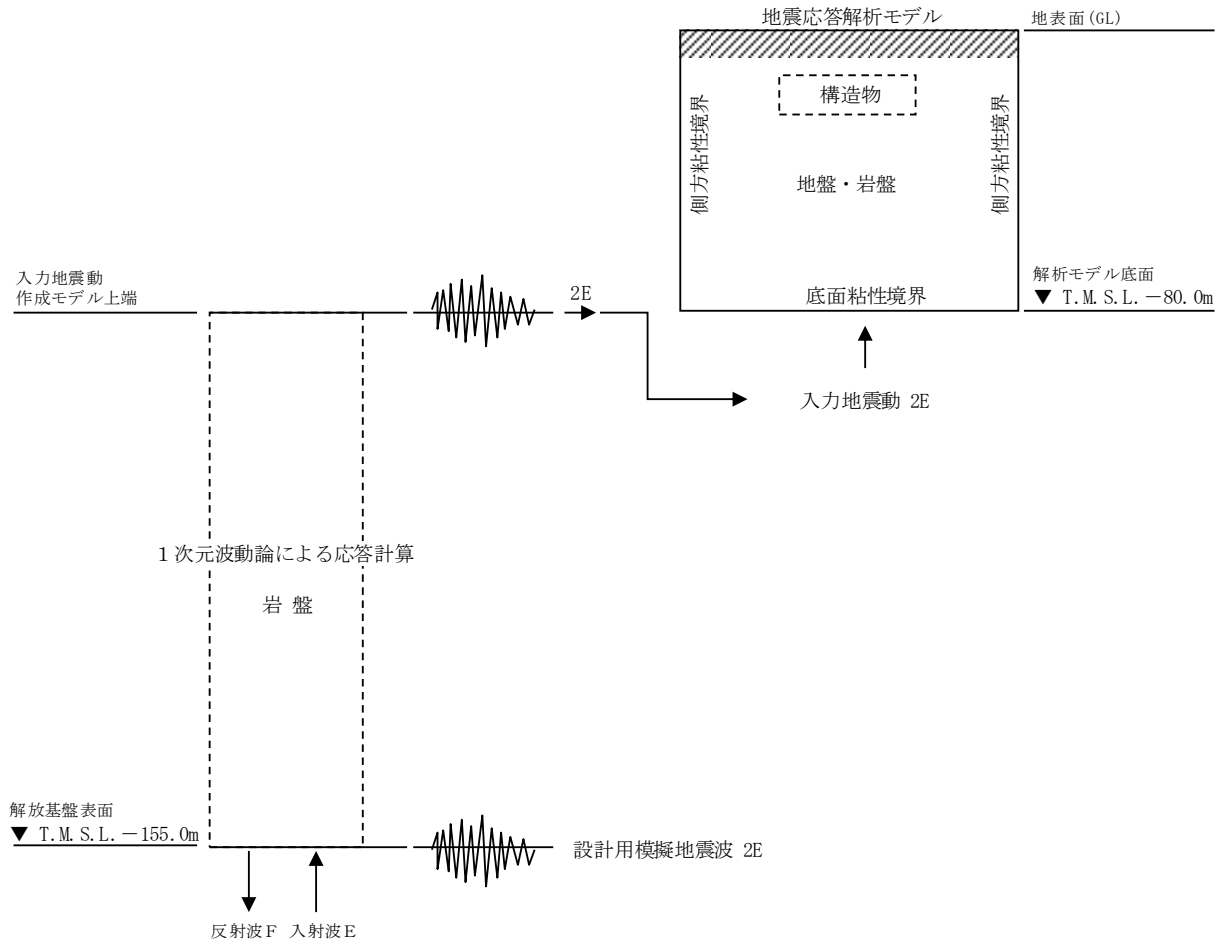 地震応答解析モデル
地表面(GL)
構造物
側方粘性境界
側方粘性境界
地盤・岩盤
入力地震動
作成モデル上端
2E
底面粘性境界
解析モデル底面
▼ T.M.S.L.－80.0m
入力地震動 2E
１次元波動論による応答計算
岩 盤
解放基盤表面
▼ T.M.S.L.－155.0m
設計用模擬地震波 2E
反射波Ｆ 入射波Ｅ